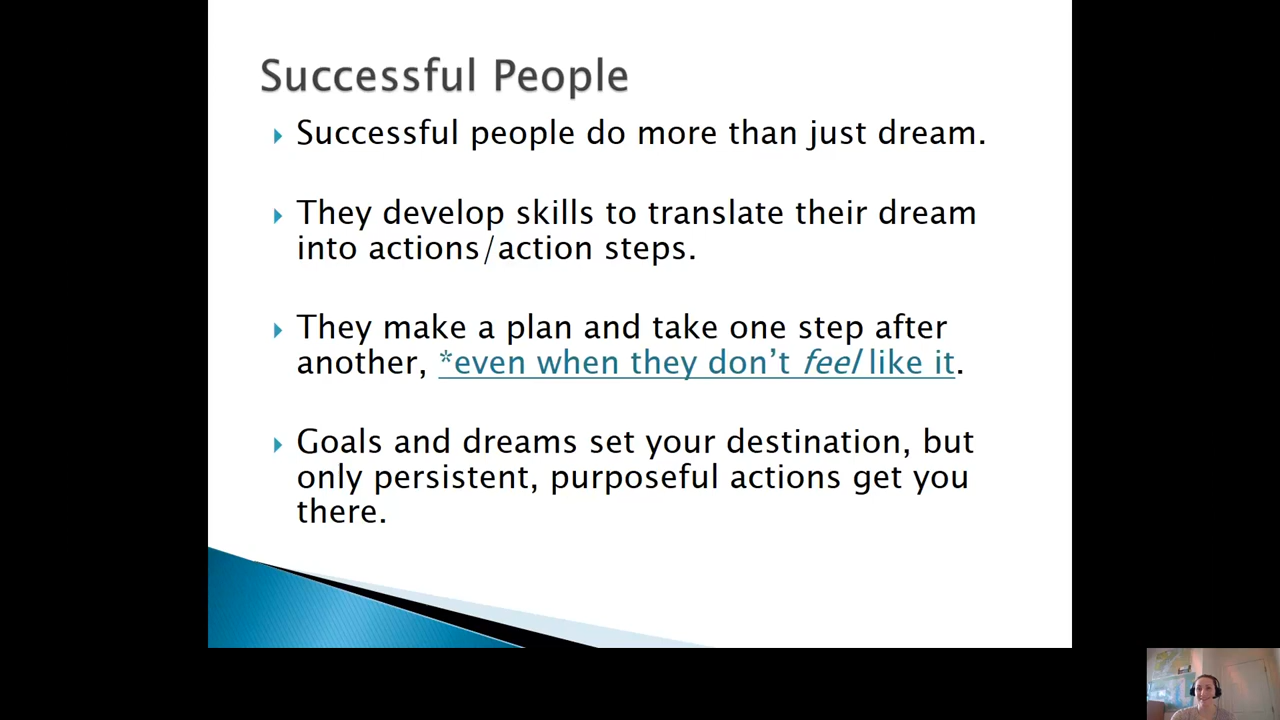 Successful People
Successful people do more than just dream.
They develop skills to translate their dream
into actions/action steps.
They make a plan and take one step after
another, *even when they don’t feel like it.
Goals and dreams set your destination, but
only persistent, purposeful actions get you
there.